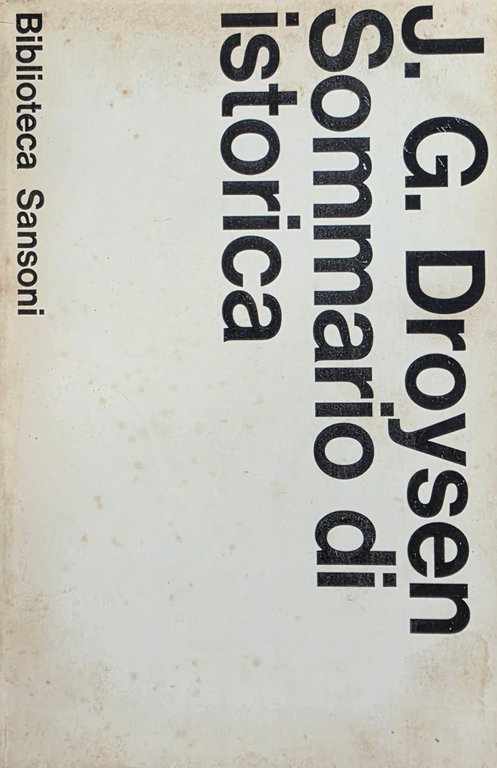 J. G. Droysen
Sommario di
istorica
Biblioteca Sansoni